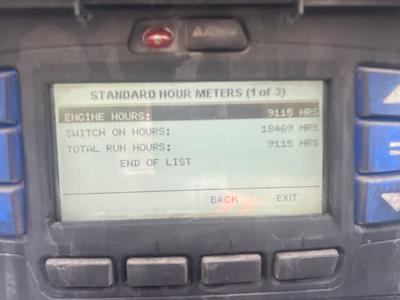 STANDARD HOUR METERS (1 of 3)
ENGINE HOURS: 9115 HRS
SWITCH ON HOURS: 18469 HRS
TOTAL RUN HOURS: 9115 HRS
END OF LIST
BACK EXIT